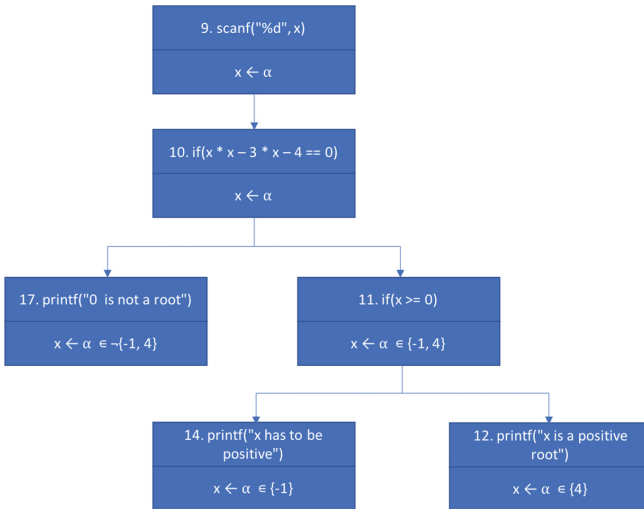 9. scanf("%d", x)
x ← α
10. if(x * x – 3 * x – 4 == 0)
x ← α
17. printf("0  is not a root")
x ← α ∈ ¬{-1, 4}
11. if(x >= 0)
x ← α ∈ {-1, 4}
14. printf("x has to be
positive")
x ← α ∈ {-1}
12. printf("x is a positive
root")
x ← α ∈ {4}